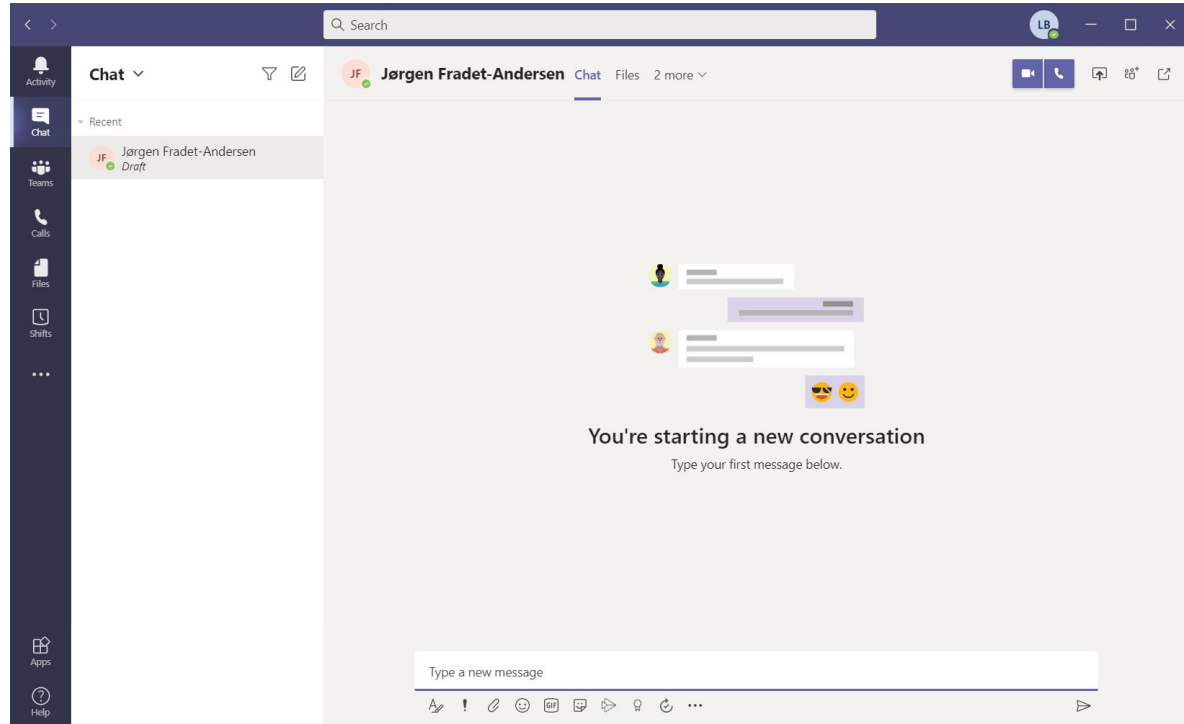 Search
LB
Activity
Chat
Teams
Calls
Files
Shifts
Apps
Help
Chat
Recent
JF
Jørgen Fradet-Andersen
Draft
JF Jørgen Fradet-Andersen Chat Files 2 more
You're starting a new conversation
Type your first message below.
Type a new message
GIF